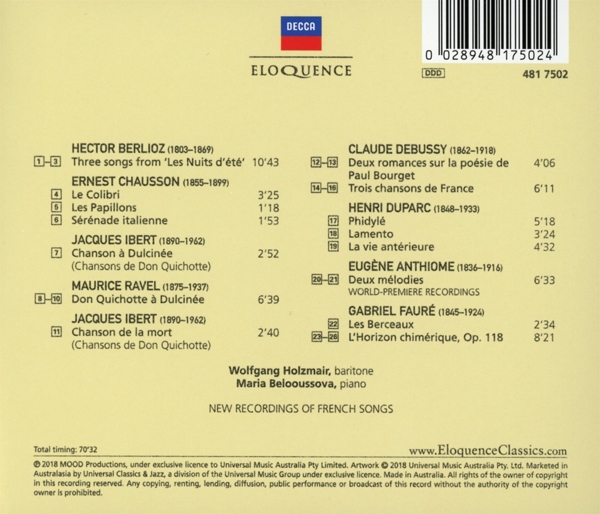 DECCA
ELOQUENCE
0 028948 175024
DDD
481 7502
HECTOR BERLIOZ (1803–1869)
1–3 Three songs from ‘Les Nuits d’été’ 10’43
ERNEST CHAUSSON (1855–1899)
4 Le Colibri 3’25
5 Les Papillons 1’18
6 Sérénade italienne 1’53
JACQUES IBERT (1890–1962)
7 Chanson à Dulcinée 2’52
(Chansons de Don Quichotte)
MAURICE RAVEL (1875–1937)
8–10 Don Quichotte à Dulcinée 6’39
JACQUES IBERT (1890–1962)
11 Chanson de la mort 2’40
(Chansons de Don Quichotte)
CLAUDE DEBUSSY (1862–1918)
12–13 Deux romances sur la poésie de 4’06
Paul Bourget
14–16 Trois chansons de France 6’11
HENRI DUPARC (1848–1933)
17 Phidylé 5’18
18 Lamento 3’24
19 La vie antérieure 4’32
EUGÈNE ANTHIOME (1836–1916)
20–21 Deux mélodies 6’33
WORLD-PREMIERE RECORDINGS
GABRIEL FAURÉ (1845–1924)
22 Les Berceaux 2’34
23–26 L’Horizon chimérique, Op. 118 8’21
Wolfgang Holzmair, baritone
Maria Belooussova, piano
NEW RECORDINGS OF FRENCH SONGS
Total timing: 70’32
www.EloquenceClassics.com
℗ 2018 MOOD Productions, under exclusive licence to Universal Music Australia Pty Limited. Artwork © 2018 Universal Music Australia Pty. Ltd. Marketed in
Australasia by Universal Classics & Jazz, a division of the Universal Music Group under exclusive licence. Made in Australia. All rights of the owner of copyright
in this recording reserved. Any copying, renting, lending, diffusion, public performance or broadcast of this record without the authority of the copyright
owner is prohibited.